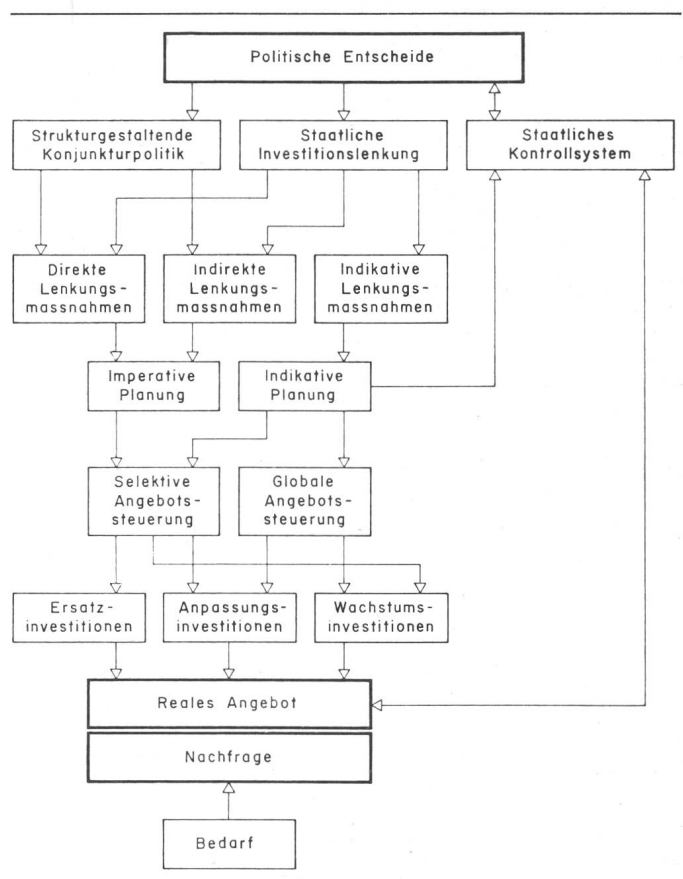 Politische Entscheide
Strukturgestaltende
Konjunkturpolitik
Staatliche
Investitionslenkung
Staatliches
Kontrollsystem
Direkte
Lenkungs-
massnahmen
Indirekte
Lenkungs-
massnahmen
Indikative
Lenkungs-
massnahmen
Imperative
Planung
Indikative
Planung
Selektive
Angebots-
steuerung
Globale
Angebots-
steuerung
Ersatz-
investitionen
Anpassungs-
investitionen
Wachstums-
investitionen
Reales Angebot
Nachfrage
Bedarf